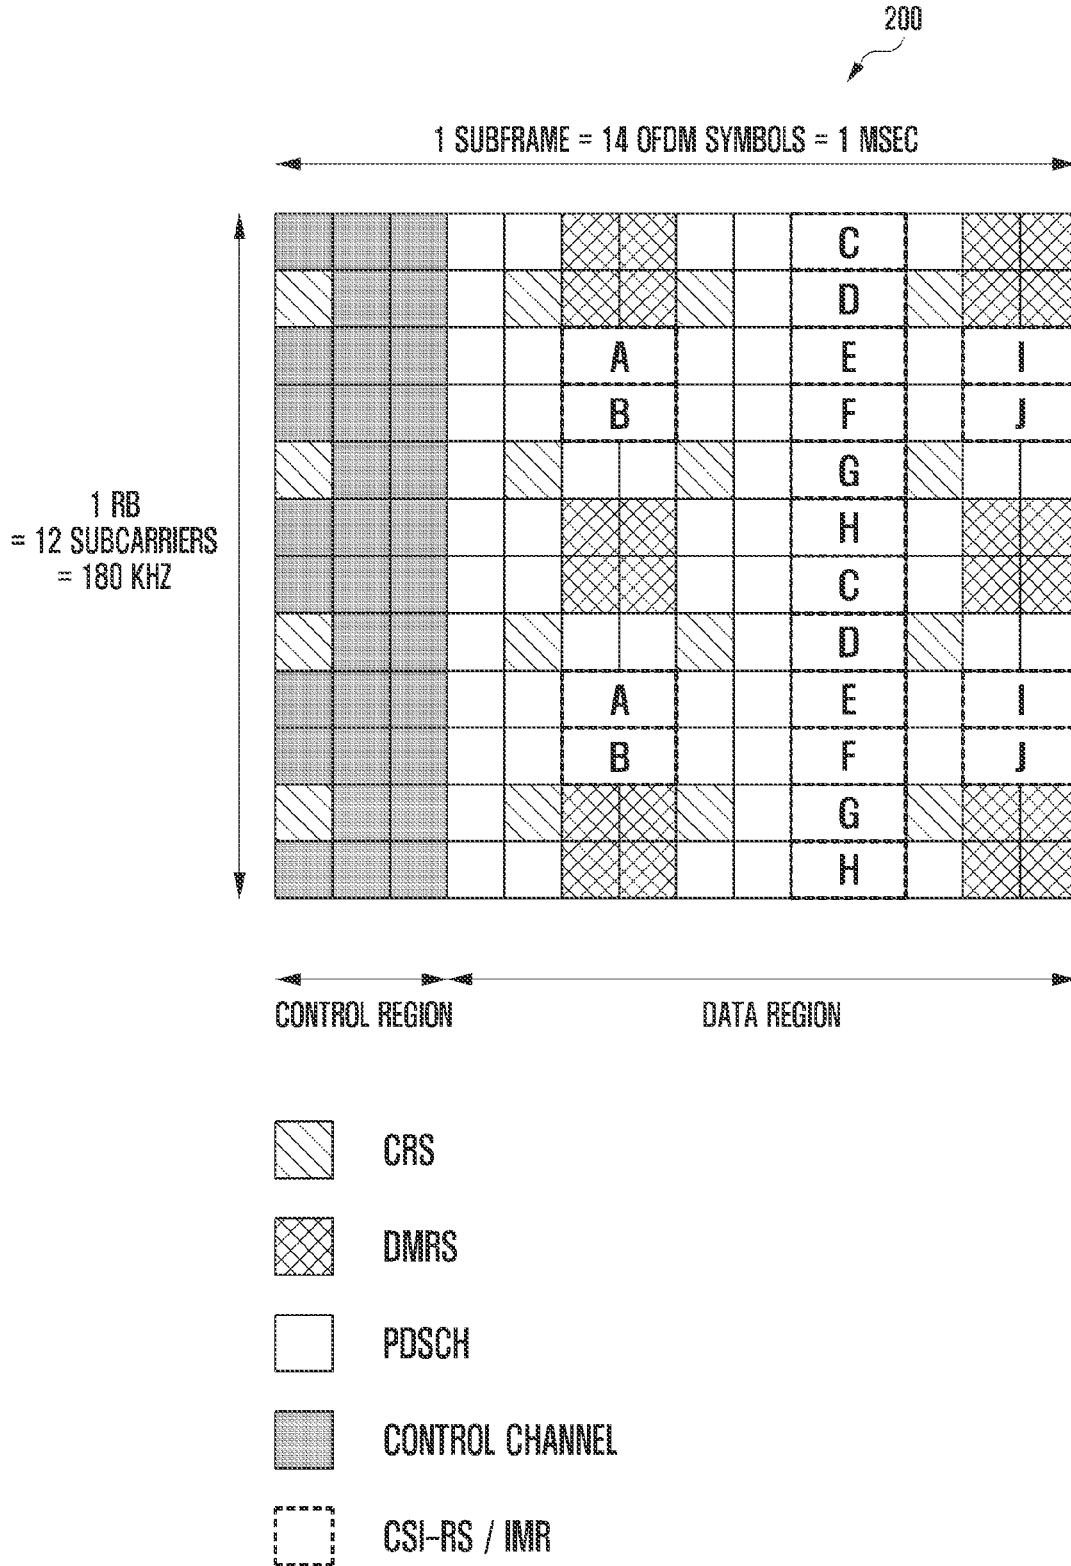 200
1 SUBFRAME = 14 OFDM SYMBOLS = 1 MSEC
C
D
A E I
B F J
G
H
C
D
A E I
B F J
G
H
1 RB
= 12 SUBCARRIERS
= 180 KHZ
CONTROL REGION DATA REGION
CRS
DMRS
PDSCH
CONTROL CHANNEL
CSI-RS / IMR